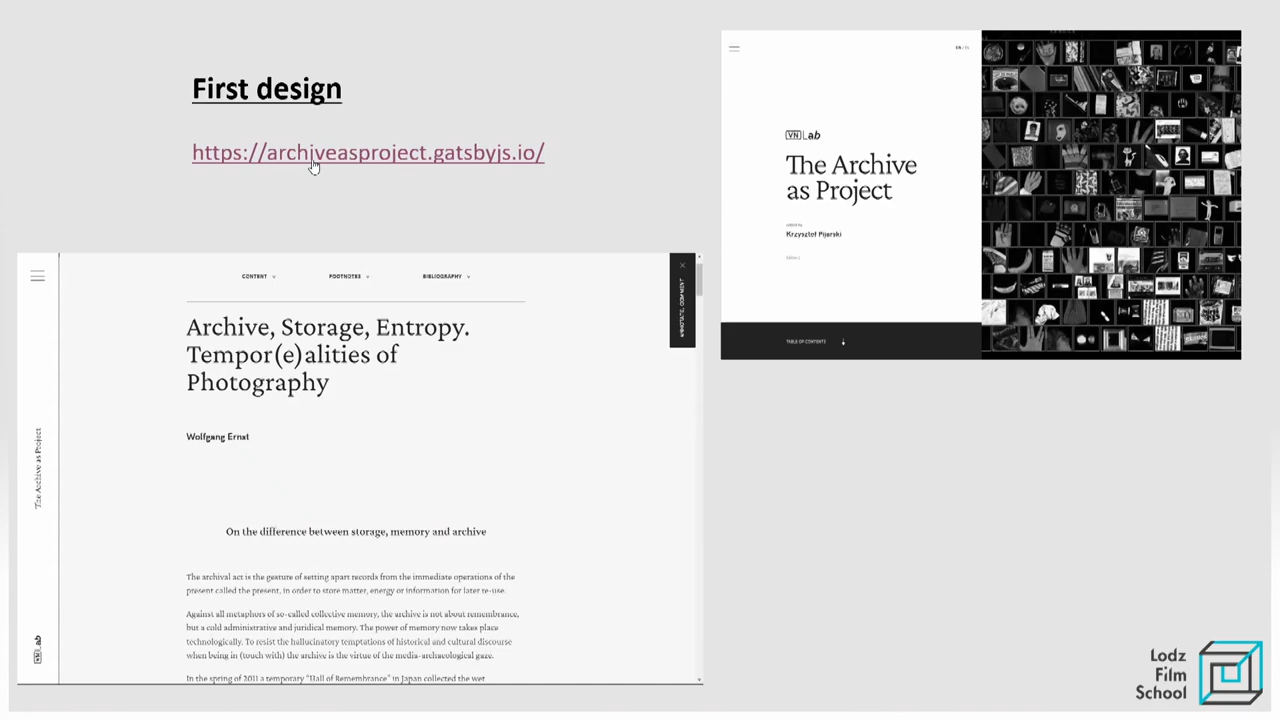 First design
https://archiveasproject.gatsbyjs.io/
EN /
VN Lab
The Archive
as Project
Krzysztof Pijarski
TABLE OF CONTENTS
CONTENT
FOOTNOTES
BIBLIOGRAPHY
Archive, Storage, Entropy.
Tempor(e)alities of
Photography
Wolfgang Ernst
On the difference between storage, memory and archive
The archival act is the gesture of setting apart records from the immediate operations of the
present called the present, in order to store matter, energy or information for later re-use.
Against all metaphors of so-called collective memory, the archive is not about remembrance,
but a cold administrative and juridical memory. The power of memory now takes place
technologically. To resist the hallucinatory temptations of historical and cultural discourse
when being in (touch with) the archive is the virtue of the media-archaeological gaze.
In the spring of 2011 a temporary "Hall of Remembrance" in Japan collected the wet
The Archive as Project
VN Lab
Lodz
Film
School